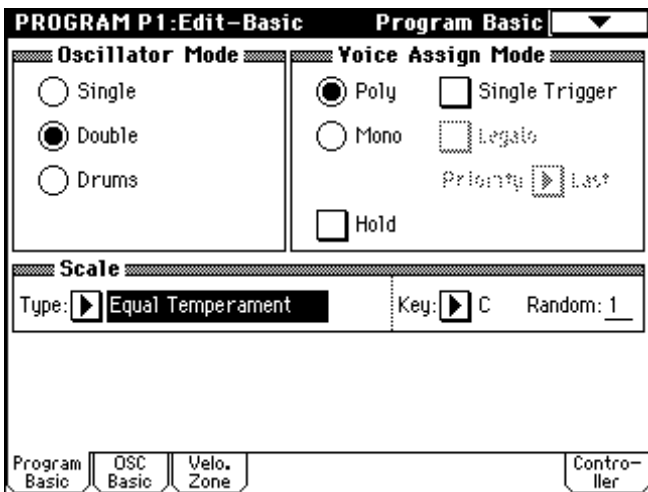 PROGRAM P1:Edit-Basic Program Basic
Oscillator Mode
Single
Double
Drums
Voice Assign Mode
Poly Single Trigger
Mono Legato
Priority Last
Hold
Scale
Type: Equal Temperament Key: C Random: 1
Program Basic
OSC Basic
Velo. Zone
Contro-
ller